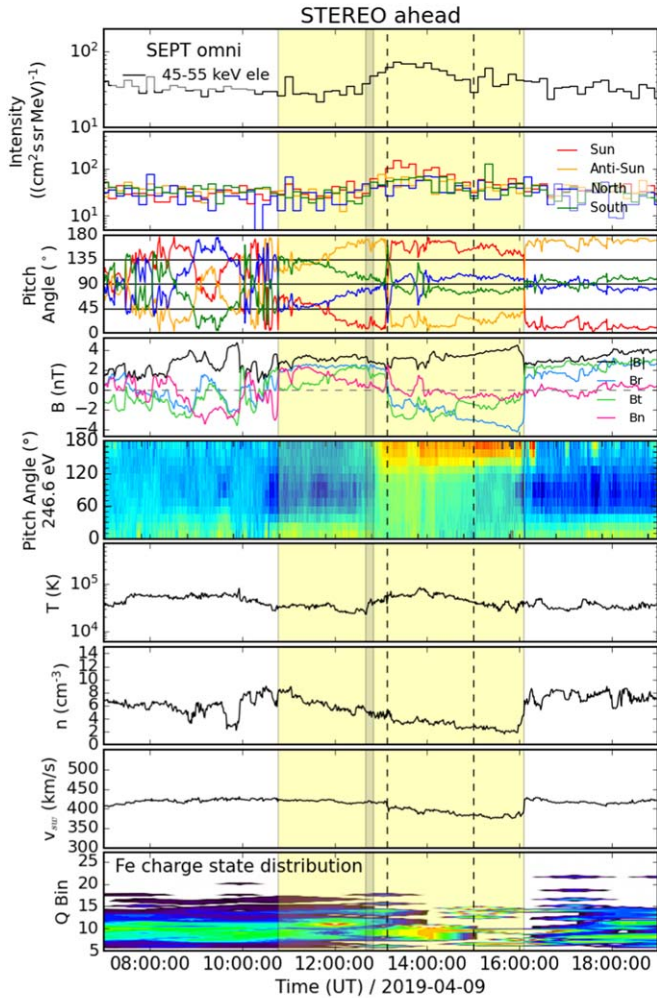 STEREO ahead
SEPT omni
45-55 keV ele
10²
10¹
Intensity
((cm² s sr MeV)⁻¹)
10²
10¹
Sun
Anti-Sun
North
South
Pitch
Angle (°)
180
135
90
45
0
B (nT)
4
2
0
−2
−4
|B|
Br
Bt
Bn
Pitch Angle (°)
246.6 eV
180
120
60
0
T (K)
10⁵
10⁴
n (cm⁻³)
14
12
10
8
6
4
2
0
v_sw (km/s)
500
450
400
350
300
Fe charge state distribution
Q Bin
25
20
15
10
5
08:00:00 10:00:00 12:00:00 14:00:00 16:00:00 18:00:00
Time (UT) / 2019-04-09